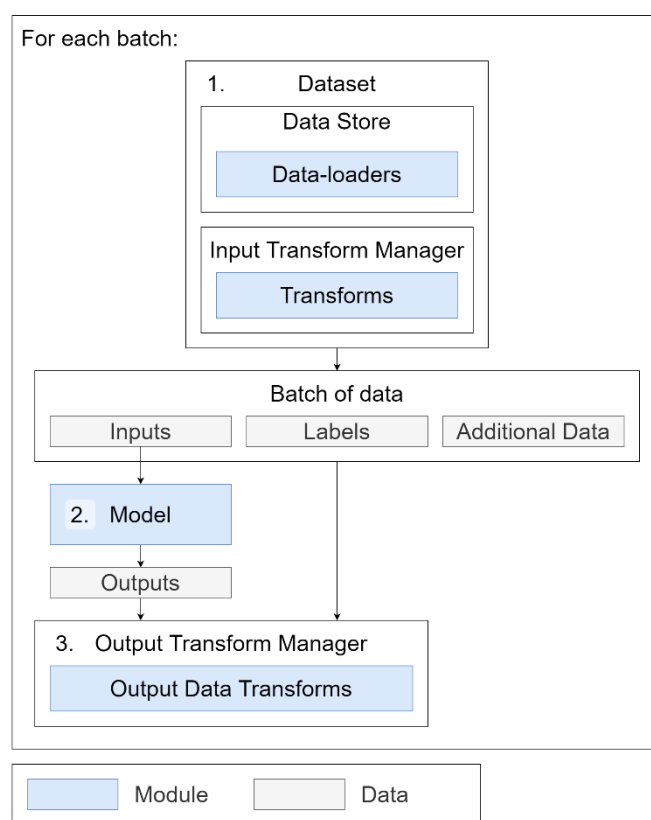 For each batch:
1. Dataset
Data Store
Data-loaders
Input Transform Manager
Transforms
Batch of data
Inputs Labels Additional Data
2. Model
Outputs
3. Output Transform Manager
Output Data Transforms
Module Data